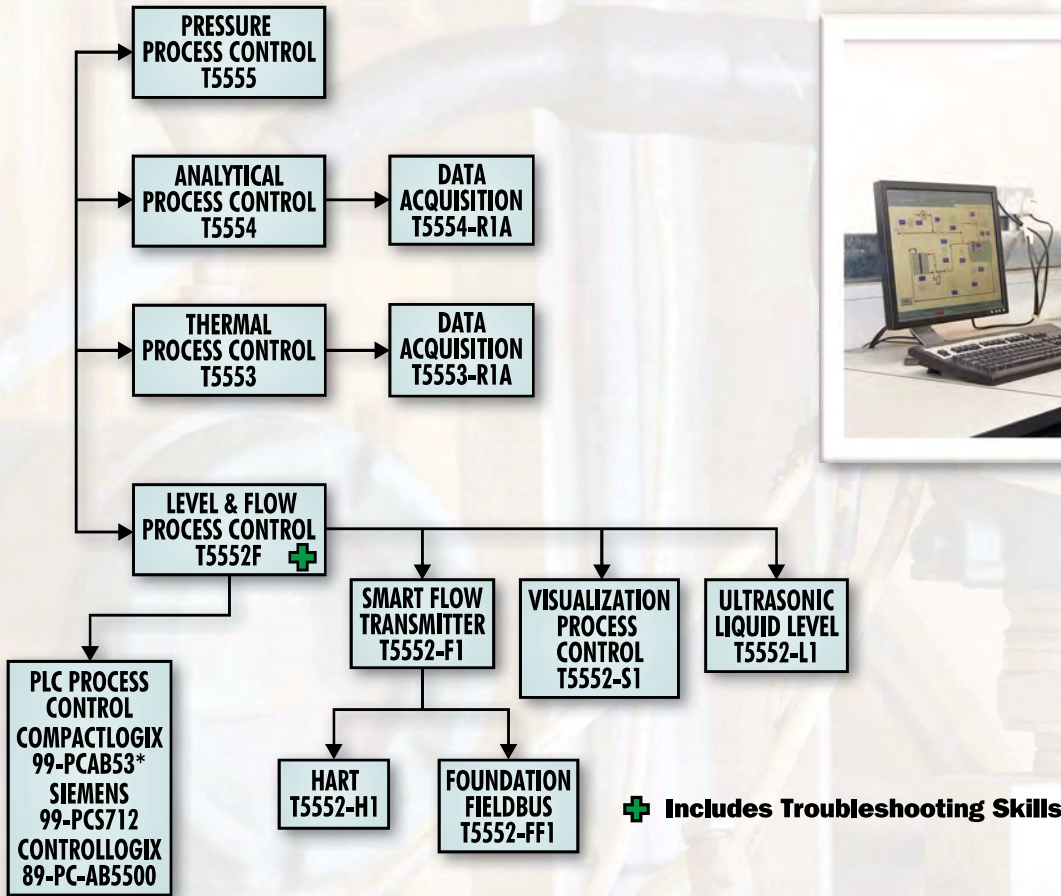 PRESSURE
PROCESS CONTROL
T5555
ANALYTICAL
PROCESS CONTROL
T5554
DATA
ACQUISITION
T5554-R1A
THERMAL
PROCESS CONTROL
T5553
DATA
ACQUISITION
T5553-R1A
LEVEL & FLOW
PROCESS CONTROL
T5552F
SMART FLOW
TRANSMITTER
T5552-F1
VISUALIZATION
PROCESS
CONTROL
T5552-S1
ULTRASONIC
LIQUID LEVEL
T5552-L1
PLC PROCESS
CONTROL
COMPACTLOGIX
99-PCAB53*
SIEMENS
99-PCS712
CONTROLLOGIX
89-PC-AB5500
HART
T5552-H1
FOUNDATION
FIELDBUS
T5552-FF1
Includes Troubleshooting Skills